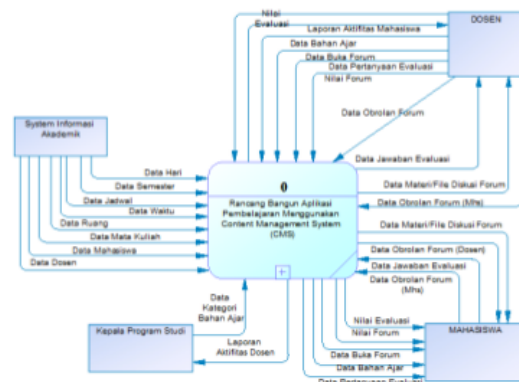 Nilai
Evaluasi
DOSEN
Laporan Aktifitas Mahasiswa
Data Bahan Ajar
Data Buka Forum
Data Pertanyaan Evaluasi
Nilai Forum
Data Obrolan Forum
System Informasi
Akademik
Data Jawaban Evaluasi
Data Hari
Data Semester
Data Jadwal
Data Waktu
Data Ruang
Data Mata Kuliah
Data Mahasiswa
Data Dosen
0
Rancang Bangun Aplikasi
Pembelajaran Menggunakan
Content Management System
(CMS)
Data Materi/File Diskusi Forum
Data Obrolan Forum (Mhs)
Data Materi/File Diskusi Forum
Data Obrolan Forum (Dosen)
Data Jawaban Evaluasi
Data Obrolan Forum
(Mhs)
Data
Kategori
Bahan Ajar
Kepala Program Studi
Laporan
Aktifitas Dosen
Nilai Evaluasi
Nilai Forum
Data Buka Forum
Data Bahan Ajar
Data Pertanyaan Evaluasi
MAHASISWA